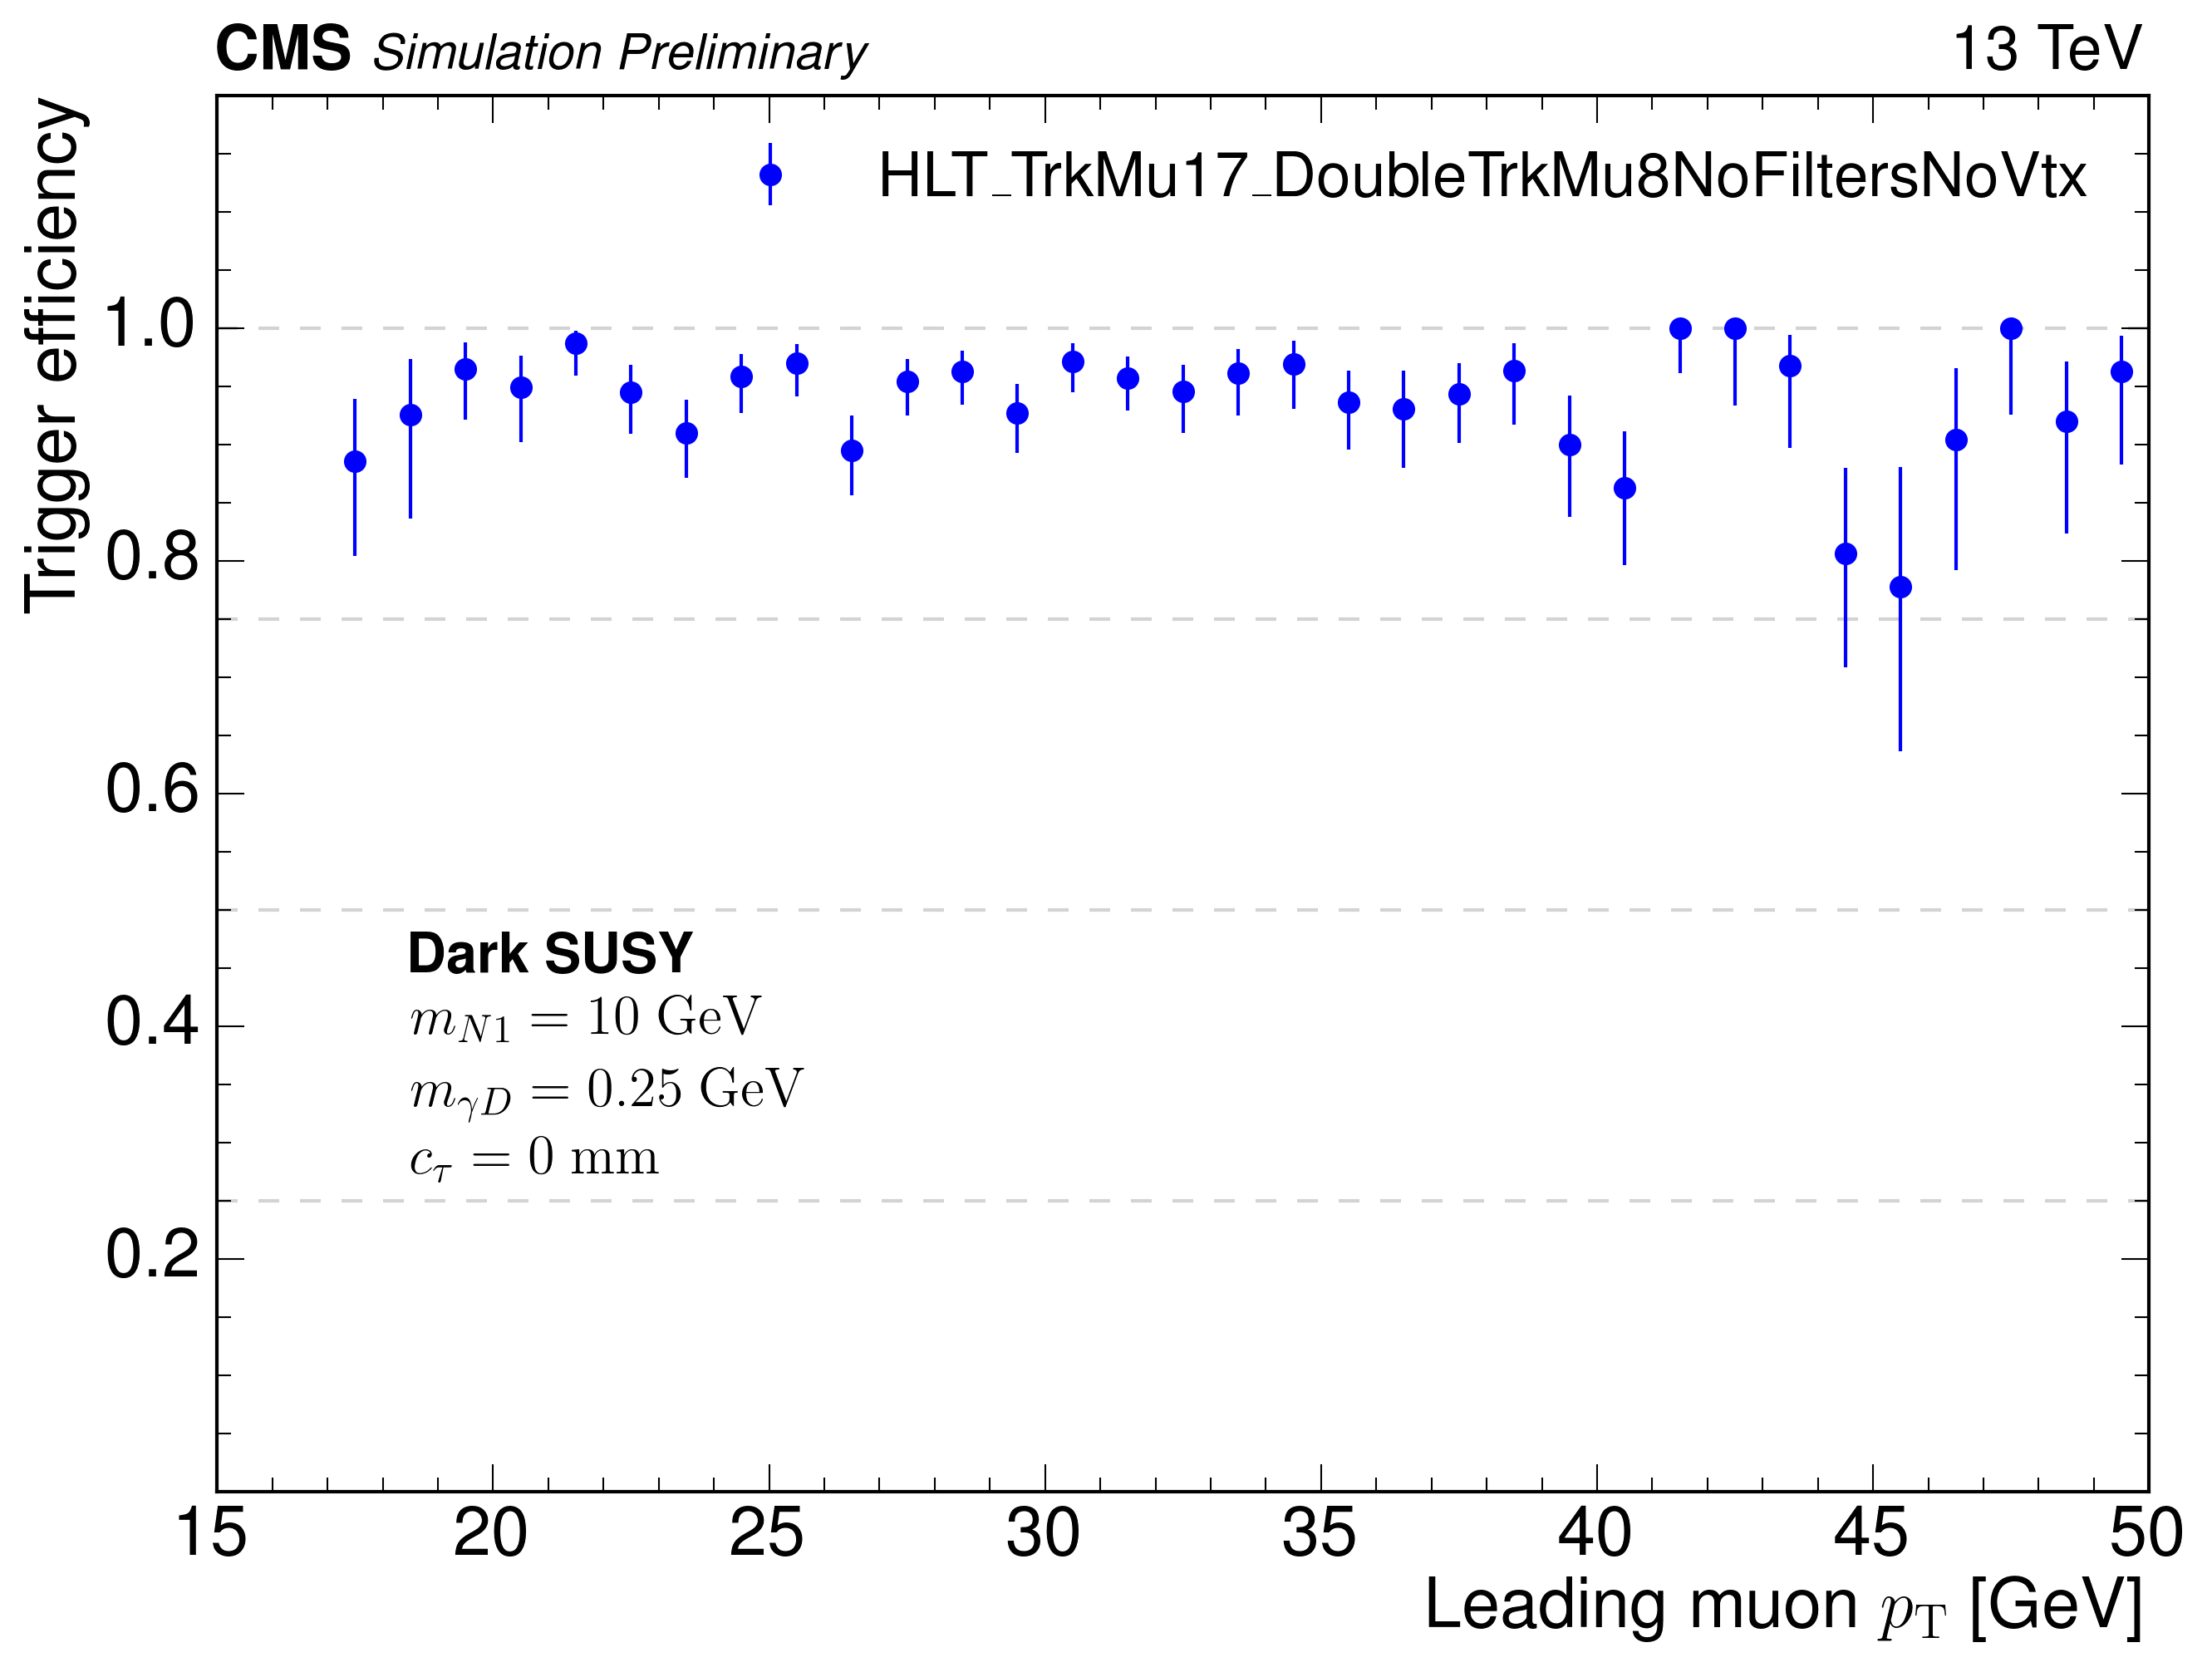 CMS Simulation Preliminary 13 TeV
Trigger efficiency
HLT_TrkMu17_DoubleTrkMu8NoFiltersNoVtx
1.0
0.8
0.6
0.4
0.2
Dark SUSY
m_{N1} = 10 GeV
m_{γD} = 0.25 GeV
c_τ = 0 mm
15 20 25 30 35 40 45 50
Leading muon p_T [GeV]